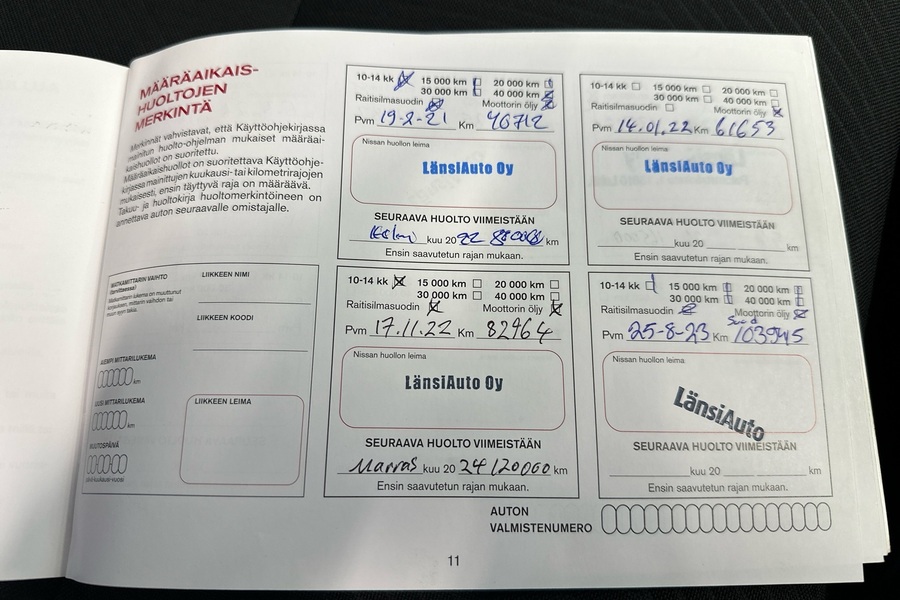 MÄÄRÄAIKAIS-
HUOLTOJEN
MERKINTÄ
Merkinnät vahvistavat, että Käyttöohjekirjassa
mainitun huolto-ohjelman mukaiset määräai-
kaishuollot on suoritettu.
Määräaikaishuollot on suoritettava Käyttöohje-
kirjassa mainittujen kuukausi- tai kilometrirajojen
mukaisesti, ensin täyttyvä raja on määräävä.
Takuu- ja huoltokirja huoltomerkintöineen on
annettava auton seuraavalle omistajalle.
MATKAMITTARIN VAIHTO
LIIKKEEN NIMI
LIIKKEEN KOODI
km
km
LIIKKEEN LEIMA
10-14 kk 15 000 km 20 000 km
30 000 km 40 000 km
Raitisilmasuodin Moottorin öljy
Pvm 19-2-21 Km 40712
Nissan huollon leima
LänsiAuto Oy
SEURAAVA HUOLTO VIIMEISTÄÄN
kuu 2022 km
Ensin saavutetun rajan mukaan.
10-14 kk 15 000 km 20 000 km
30 000 km 40 000 km
Raitisilmasuodin Moottorin öljy
Pvm 14.01.22 Km 61653
Nissan huollon leima
LänsiAuto Oy
SEURAAVA HUOLTO VIIMEISTÄÄN
kuu 20 km
Ensin saavutetun rajan mukaan.
10-14 kk 15 000 km 20 000 km
30 000 km 40 000 km
Raitisilmasuodin Moottorin öljy
Pvm 17.11.22 Km 82964
Nissan huollon leima
LänsiAuto Oy
SEURAAVA HUOLTO VIIMEISTÄÄN
Marras kuu 2024 120000 km
Ensin saavutetun rajan mukaan.
10-14 kk 15 000 km 20 000 km
30 000 km 40 000 km
Raitisilmasuodin Moottorin öljy
Pvm 25-8-23 Km 103945
Nissan huollon leima
LänsiAuto
SEURAAVA HUOLTO VIIMEISTÄÄN
kuu 20 km
Ensin saavutetun rajan mukaan.
AUTON
VALMISTENUMERO
11